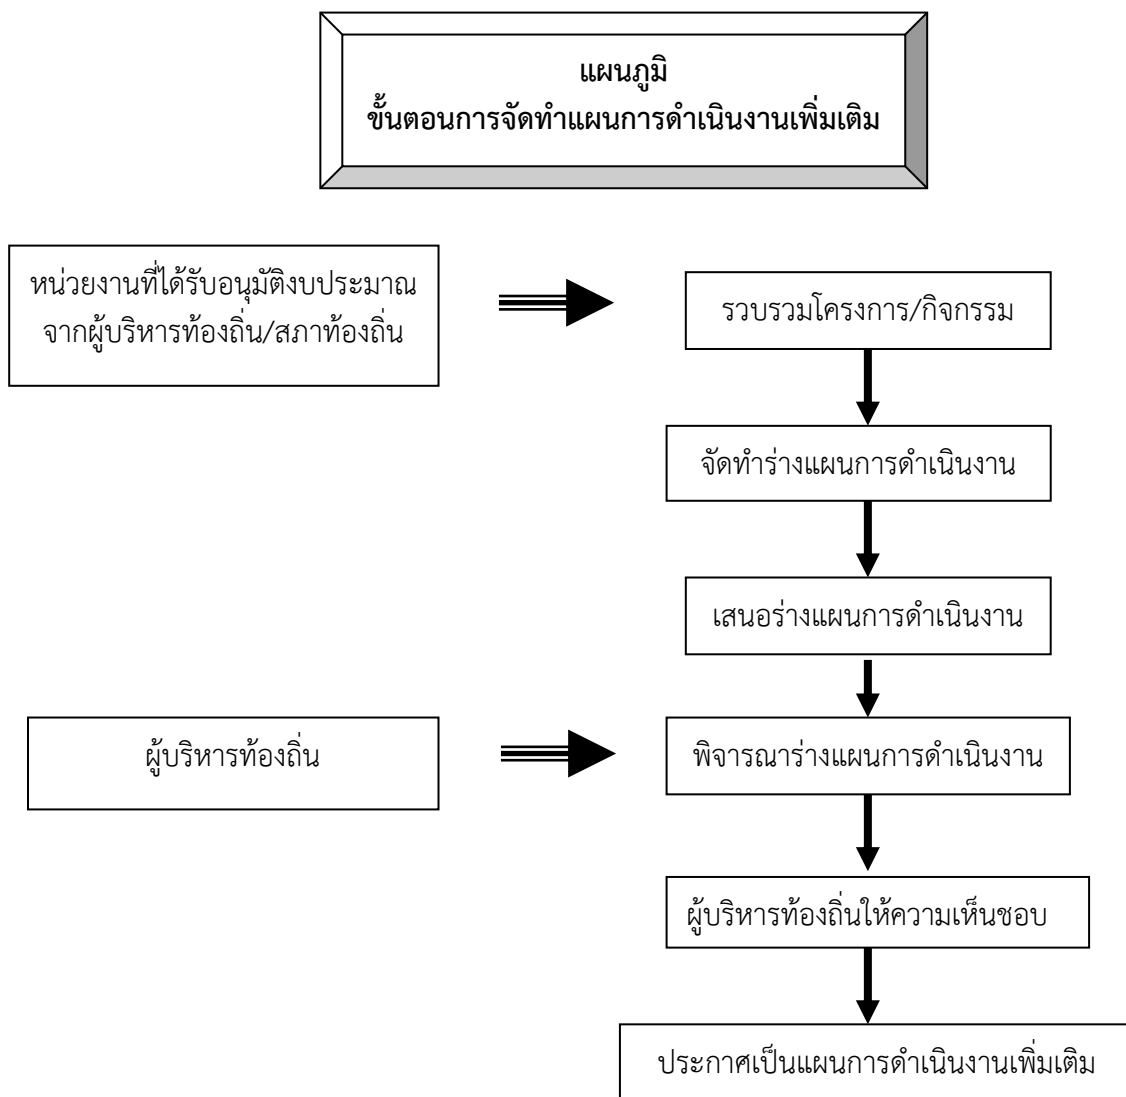 แผนภูมิ
ขั้นตอนการจัดทำแผนการดำเนินงานเพิ่มเติม
หน่วยงานที่ได้รับอนุมัติงบประมาณ
จากผู้บริหารท้องถิ่น/สภาท้องถิ่น
รวบรวมโครงการ/กิจกรรม
จัดทำร่างแผนการดำเนินงาน
เสนอร่างแผนการดำเนินงาน
ผู้บริหารท้องถิ่น
พิจารณาร่างแผนการดำเนินงาน
ผู้บริหารท้องถิ่นให้ความเห็นชอบ
ประกาศเป็นแผนการดำเนินงานเพิ่มเติม